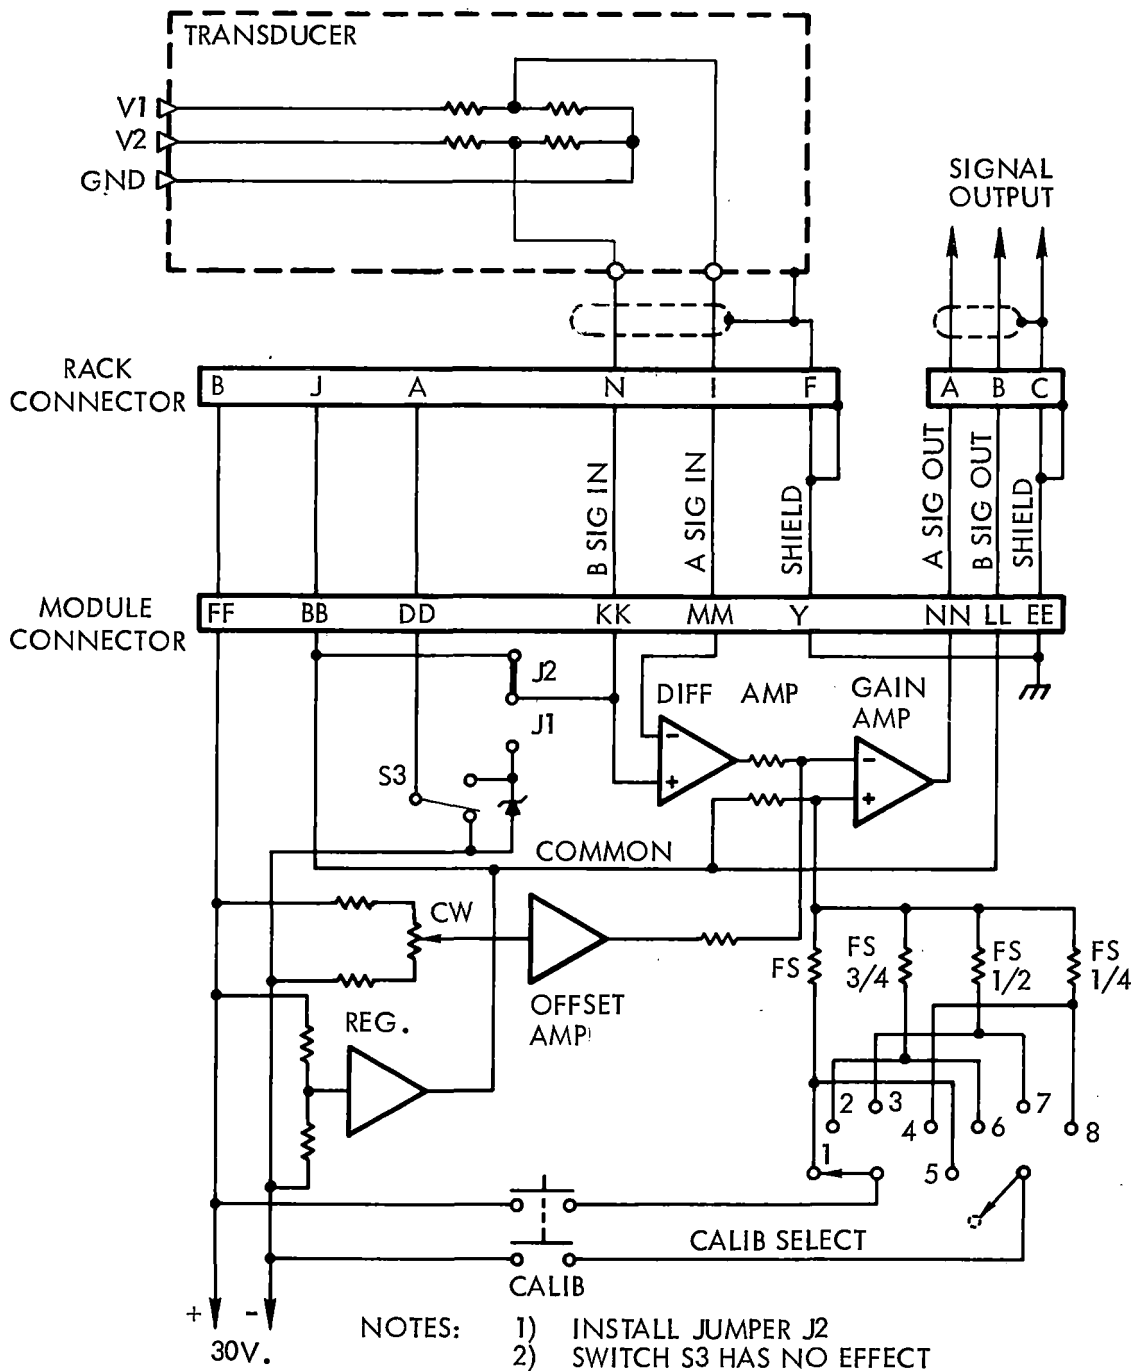 TRANSDUCER
V1
V2
GND
SIGNAL
OUTPUT
RACK
CONNECTOR
B J A N I F A B C
B SIG IN
A SIG IN
SHIELD
A SIG OUT
B SIG OUT
SHIELD
MODULE
CONNECTOR
FF BB DD KK MM Y NN LL EE
J2
J1
DIFF AMP
GAIN
AMP
S3
-
+
-
+
COMMON
CW
OFFSET
AMP
REG.
FS
FS
3/4
FS
1/2
FS
1/4
2 3 4 6 7 8
1 5
CALIB SELECT
CALIB
+ -
30V.
NOTES: 1) INSTALL JUMPER J2
2) SWITCH S3 HAS NO EFFECT